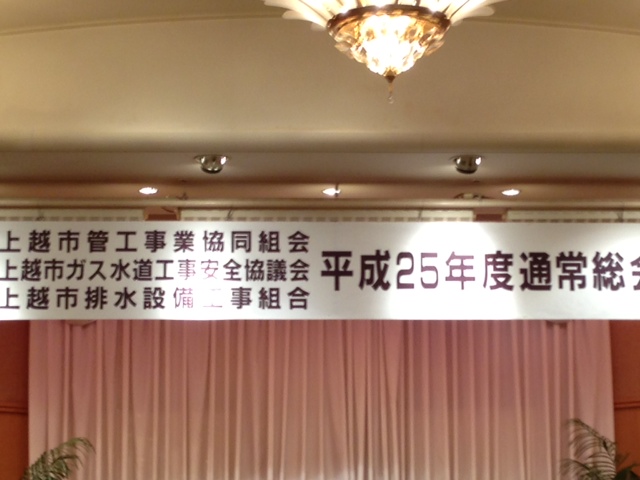 上越市管工事業協同組合
上越市ガス水道工事安全協議会
上越市排水設備工事組合
平成25年度通常総会